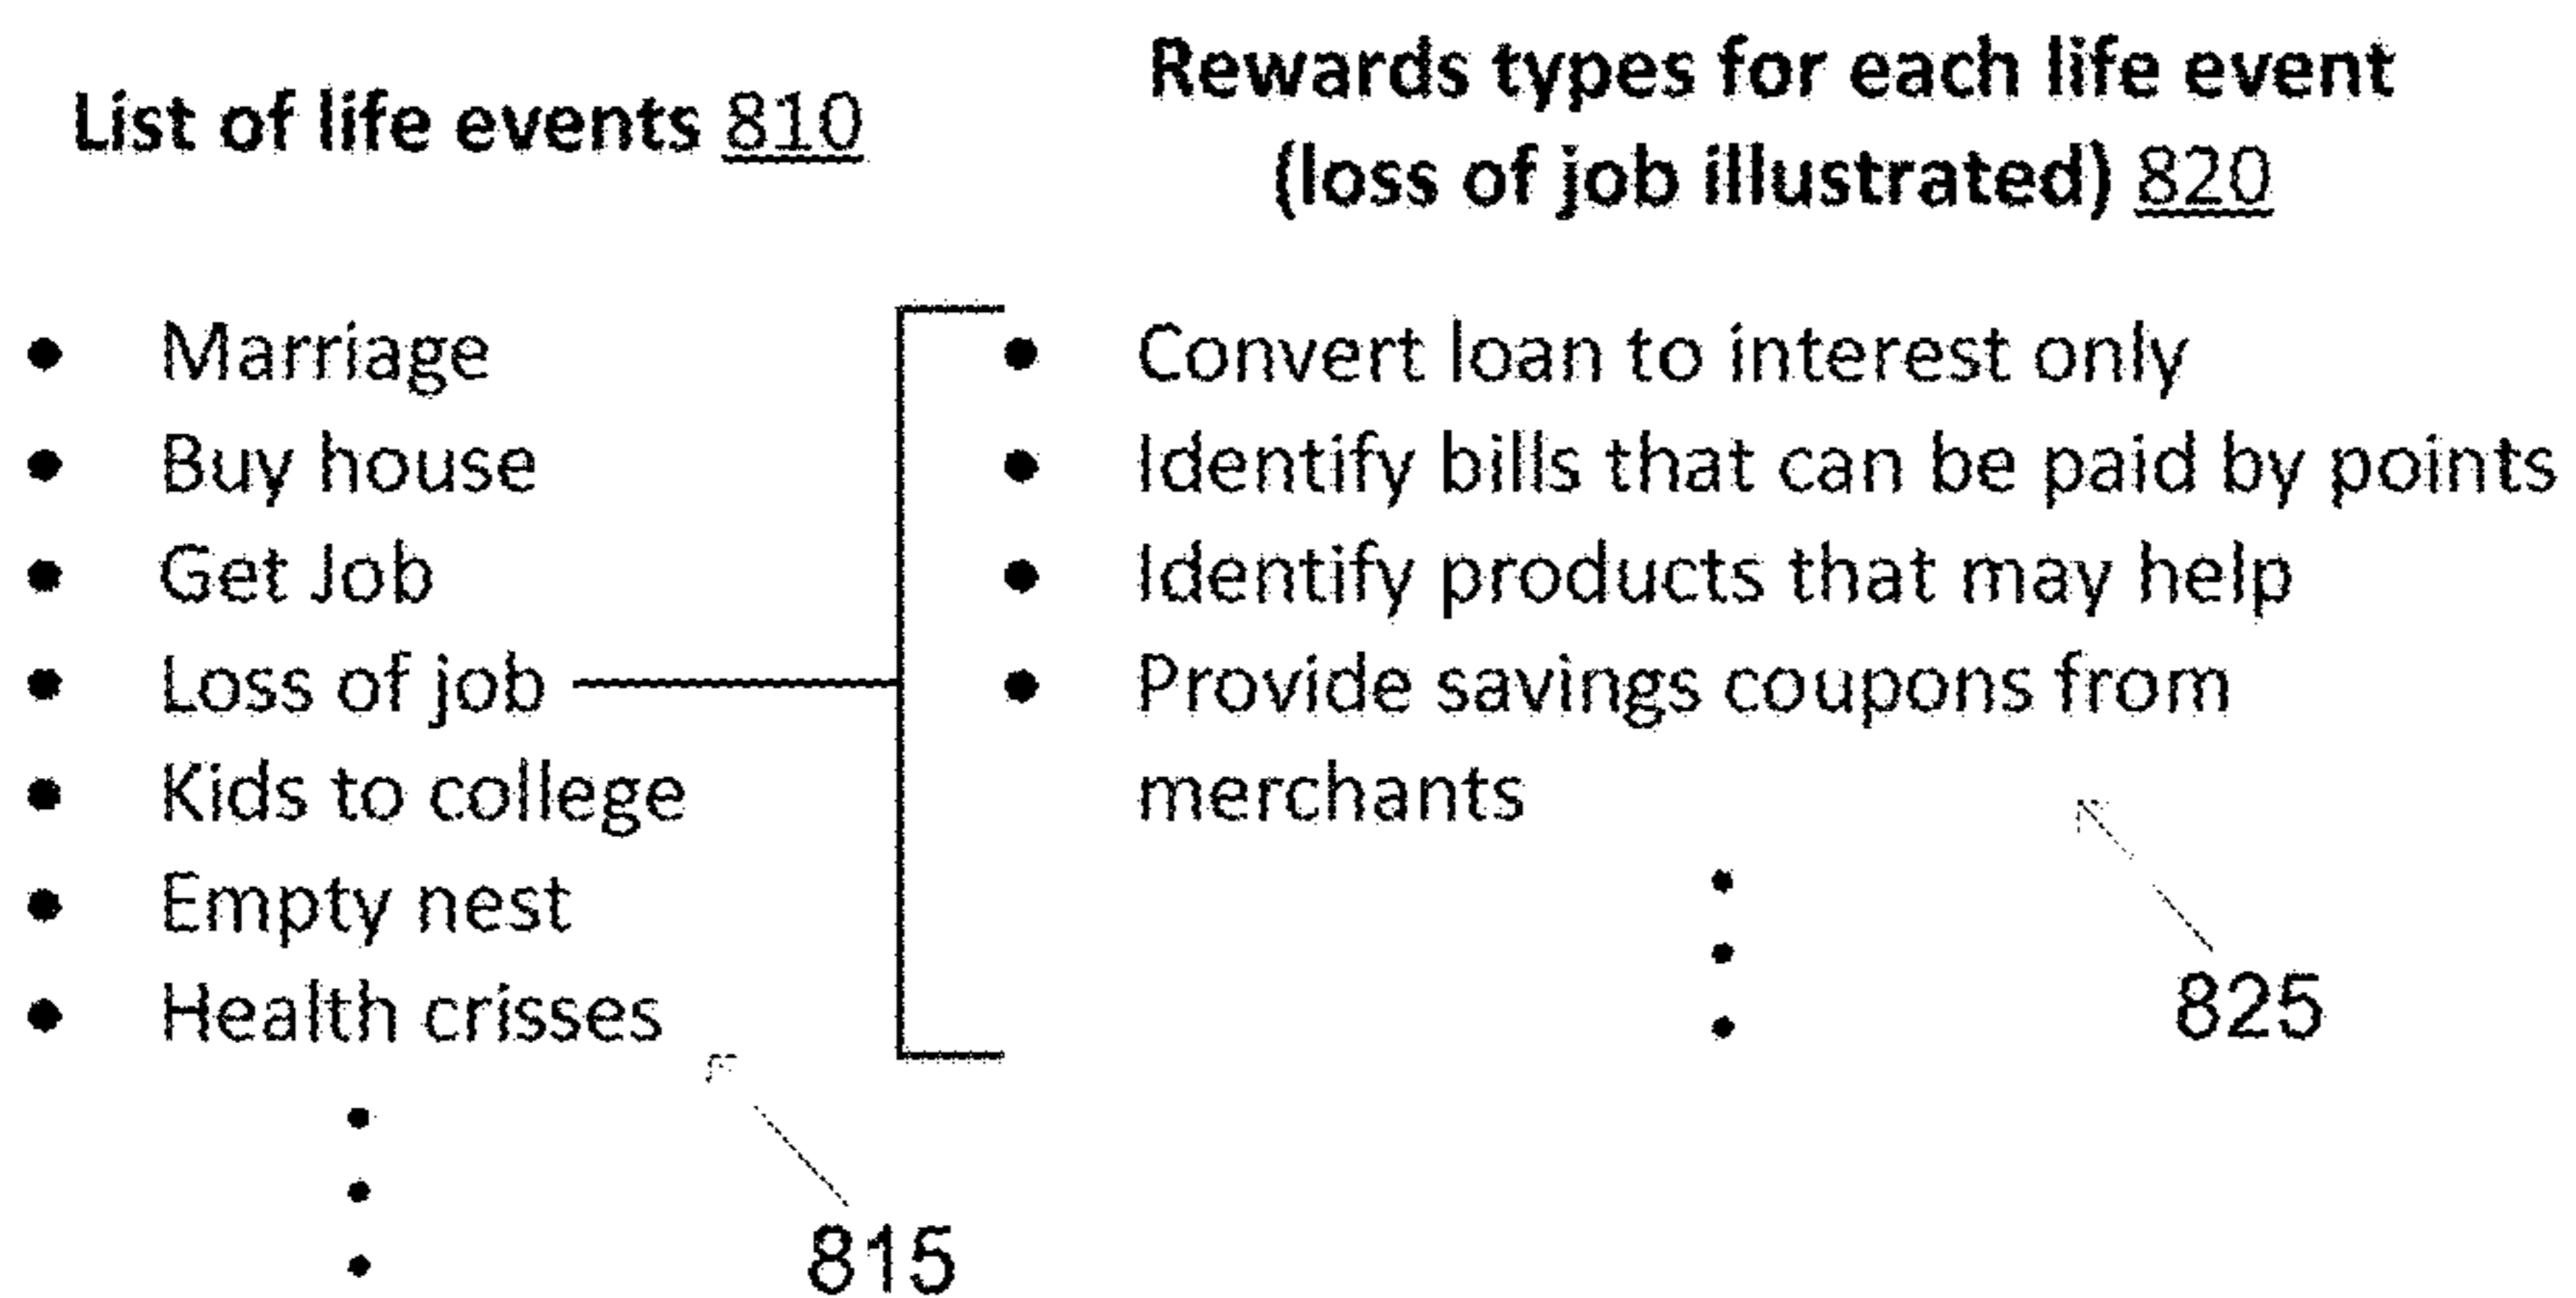 List of life events 810
Rewards types for each life event
(loss of job illustrated) 820
• Marriage
• Buy house
• Get Job
• Loss of job
• Kids to college
• Empty nest
• Health crisses
815
• Convert loan to interest only
• Identify bills that can be paid by points
• Identify products that may help
• Provide savings coupons from
merchants
825